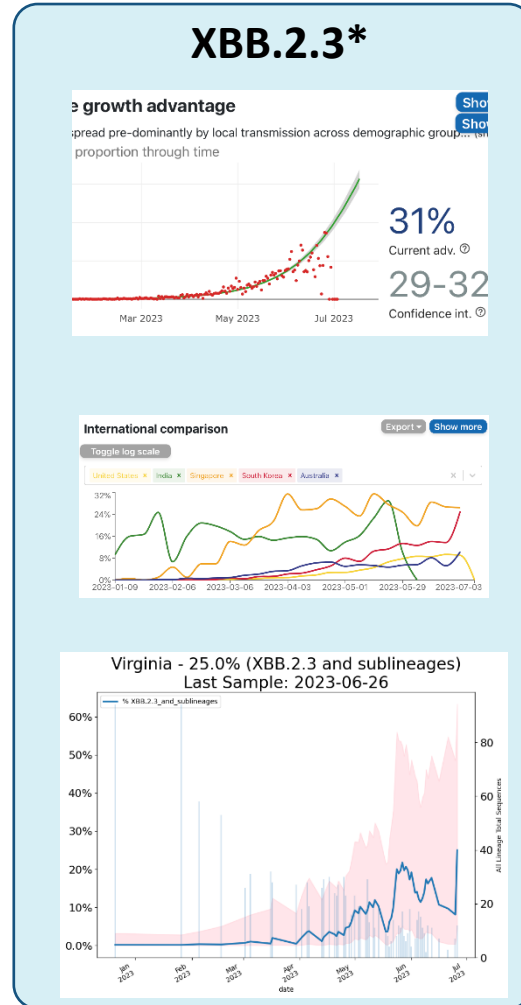 XBB.2.3*
e growth advantage
Sho
Sho
spread pre-dominantly by local transmission across demographic group...
proportion through time
31%
Current adv. ?
29-32
Confidence int. ?
Mar 2023 May 2023 Jul 2023
International comparison
Export Show more
Toggle log scale
United States × India × Singapore × South Korea × Australia ×
32%
24%
16%
8%
0%
2023-01-09 2023-02-06 2023-03-06 2023-04-03 2023-05-01 2023-05-29 2023-07-03
Virginia - 25.0% (XBB.2.3 and sublineages)
Last Sample: 2023-06-26
% XBB.2.3_and_sublineages
60%
50%
40%
30%
20%
10%
0.0%
80
60
40
20
0
All Lineage Total Sequences
Jan 2023 Feb 2023 Mar 2023 Apr 2023 May 2023 Jun 2023 Jul 2023
date